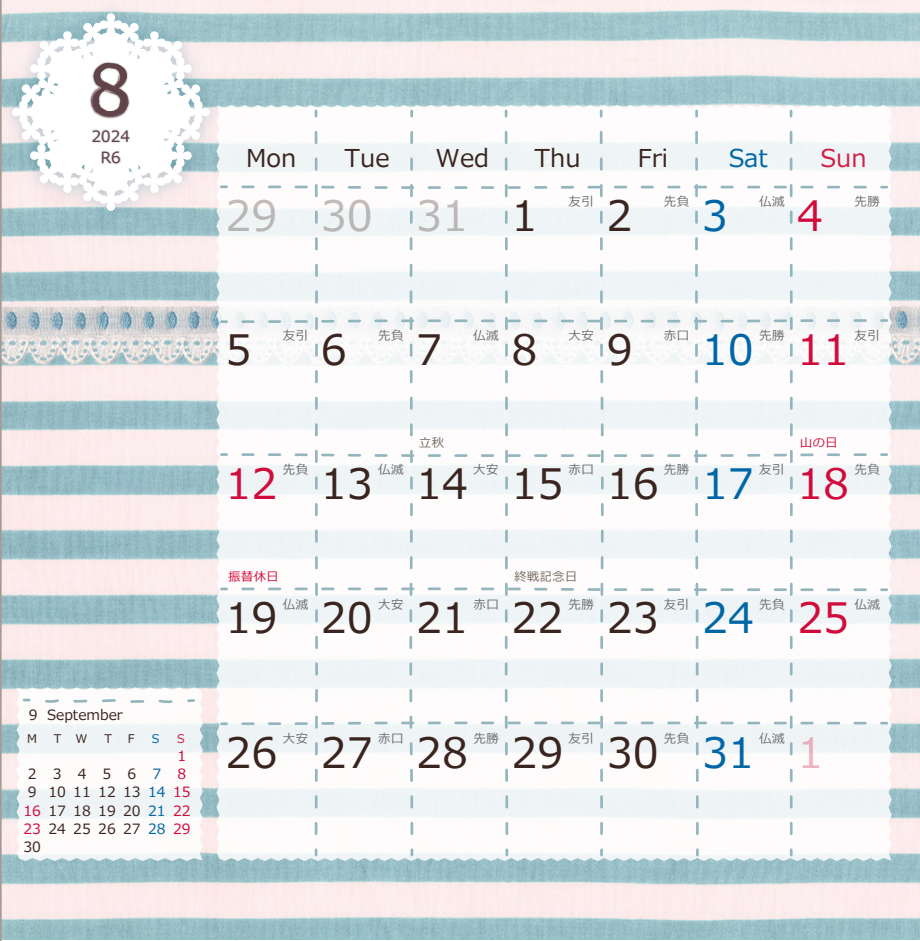 8
2024
R6
Mon Tue Wed Thu Fri Sat Sun
29 30 31 1 友引 2 先負 3 仏滅 4 先勝
5 友引 6 先負 7 仏滅 8 大安 9 赤口 10 先勝 11 友引
立秋 山の日
12 先負 13 仏滅 14 大安 15 赤口 16 先勝 17 友引 18 先負
振替休日 終戦記念日
19 仏滅 20 大安 21 赤口 22 先勝 23 友引 24 先負 25 仏滅
26 大安 27 赤口 28 先勝 29 友引 30 先負 31 仏滅 1
9 September
M T W T F S S
1
2 3 4 5 6 7 8
9 10 11 12 13 14 15
16 17 18 19 20 21 22
23 24 25 26 27 28 29
30